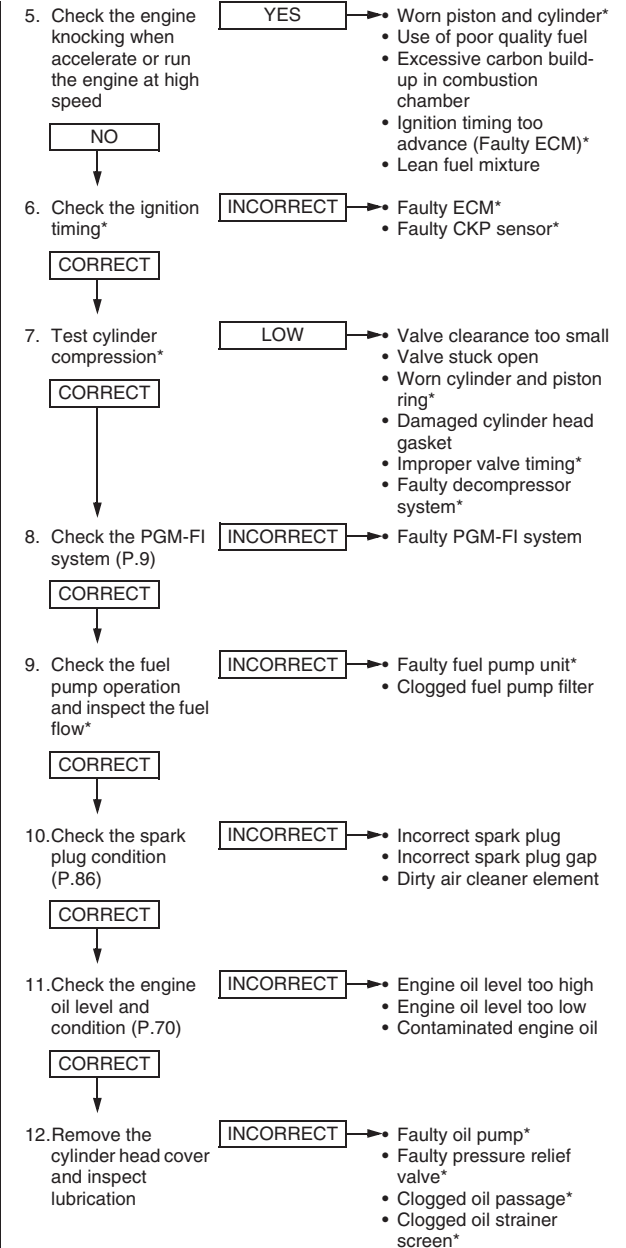 5. Check the engine
knocking when
accelerate or run
the engine at high
speed
YES
• Worn piston and cylinder*
• Use of poor quality fuel
• Excessive carbon build-
up in combustion
chamber
• Ignition timing too
advance (Faulty ECM)*
• Lean fuel mixture
NO
6. Check the ignition
timing*
INCORRECT
• Faulty ECM*
• Faulty CKP sensor*
CORRECT
7. Test cylinder
compression*
LOW
• Valve clearance too small
• Valve stuck open
• Worn cylinder and piston
ring*
• Damaged cylinder head
gasket
• Improper valve timing*
• Faulty decompressor
system*
CORRECT
8. Check the PGM-FI
system (P.9)
INCORRECT
• Faulty PGM-FI system
CORRECT
9. Check the fuel
pump operation
and inspect the fuel
flow*
INCORRECT
• Faulty fuel pump unit*
• Clogged fuel pump filter
CORRECT
10.Check the spark
plug condition
(P.86)
INCORRECT
• Incorrect spark plug
• Incorrect spark plug gap
• Dirty air cleaner element
CORRECT
11.Check the engine
oil level and
condition (P.70)
INCORRECT
• Engine oil level too high
• Engine oil level too low
• Contaminated engine oil
CORRECT
12.Remove the
cylinder head cover
and inspect
lubrication
INCORRECT
• Faulty oil pump*
• Faulty pressure relief
valve*
• Clogged oil passage*
• Clogged oil strainer
screen*